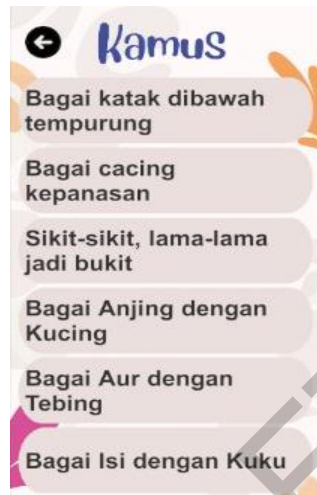 Kamus
Bagai katak dibawah
tempurung
Bagai cacing
kepanasan
Sikit-sikit, lama-lama
jadi bukit
Bagai Anjing dengan
Kucing
Bagai Aur dengan
Tebing
Bagai Isi dengan Kuku